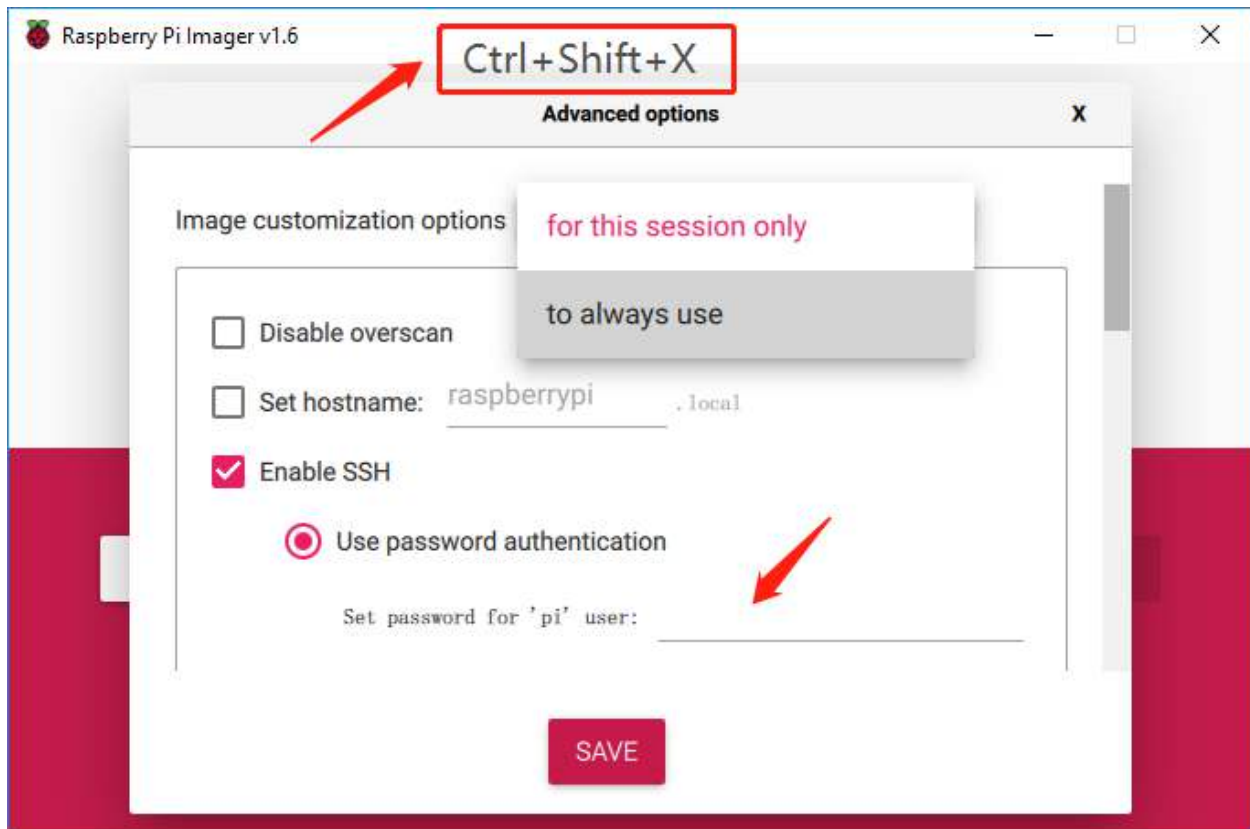 Raspberry Pi Imager v1.6
Ctrl+Shift+X
Advanced options X
Image customization options
for this session only
to always use
Disable overscan
Set hostname: raspberrypi .local
Enable SSH
Use password authentication
Set password for 'pi' user:
SAVE